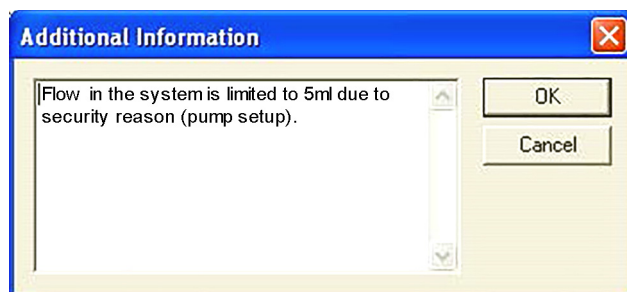 Additional Information
Flow in the system is limited to 5ml due to
security reason (pump setup).
OK
Cancel